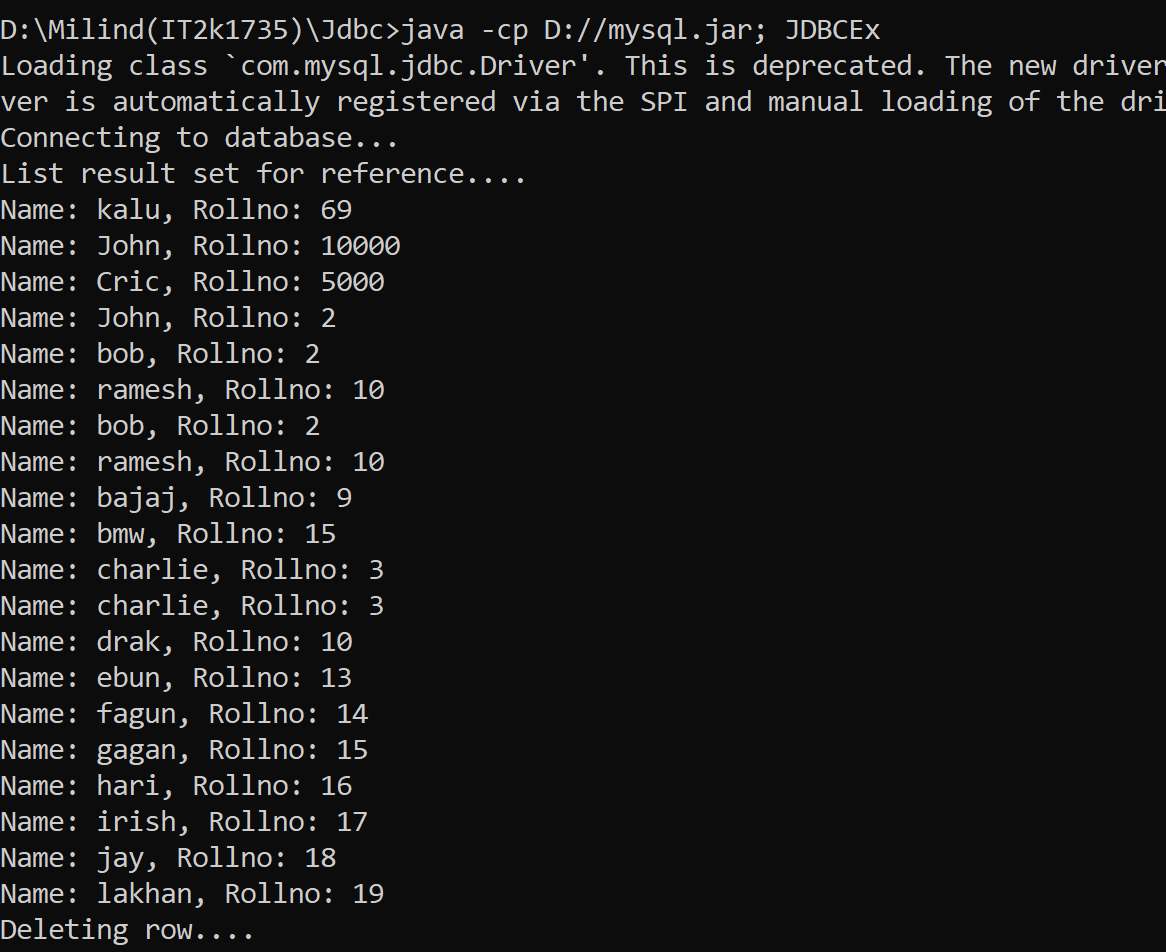 D:\Milind(IT2k1735)\Jdbc>java -cp D://mysql.jar; JDBCEx
Loading class `com.mysql.jdbc.Driver'. This is deprecated. The new driver
ver is automatically registered via the SPI and manual loading of the dri
Connecting to database...
List result set for reference....
Name: kalu, Rollno: 69
Name: John, Rollno: 10000
Name: Cric, Rollno: 5000
Name: John, Rollno: 2
Name: bob, Rollno: 2
Name: ramesh, Rollno: 10
Name: bob, Rollno: 2
Name: ramesh, Rollno: 10
Name: bajaj, Rollno: 9
Name: bmw, Rollno: 15
Name: charlie, Rollno: 3
Name: charlie, Rollno: 3
Name: drak, Rollno: 10
Name: ebun, Rollno: 13
Name: fagun, Rollno: 14
Name: gagan, Rollno: 15
Name: hari, Rollno: 16
Name: irish, Rollno: 17
Name: jay, Rollno: 18
Name: lakhan, Rollno: 19
Deleting row....